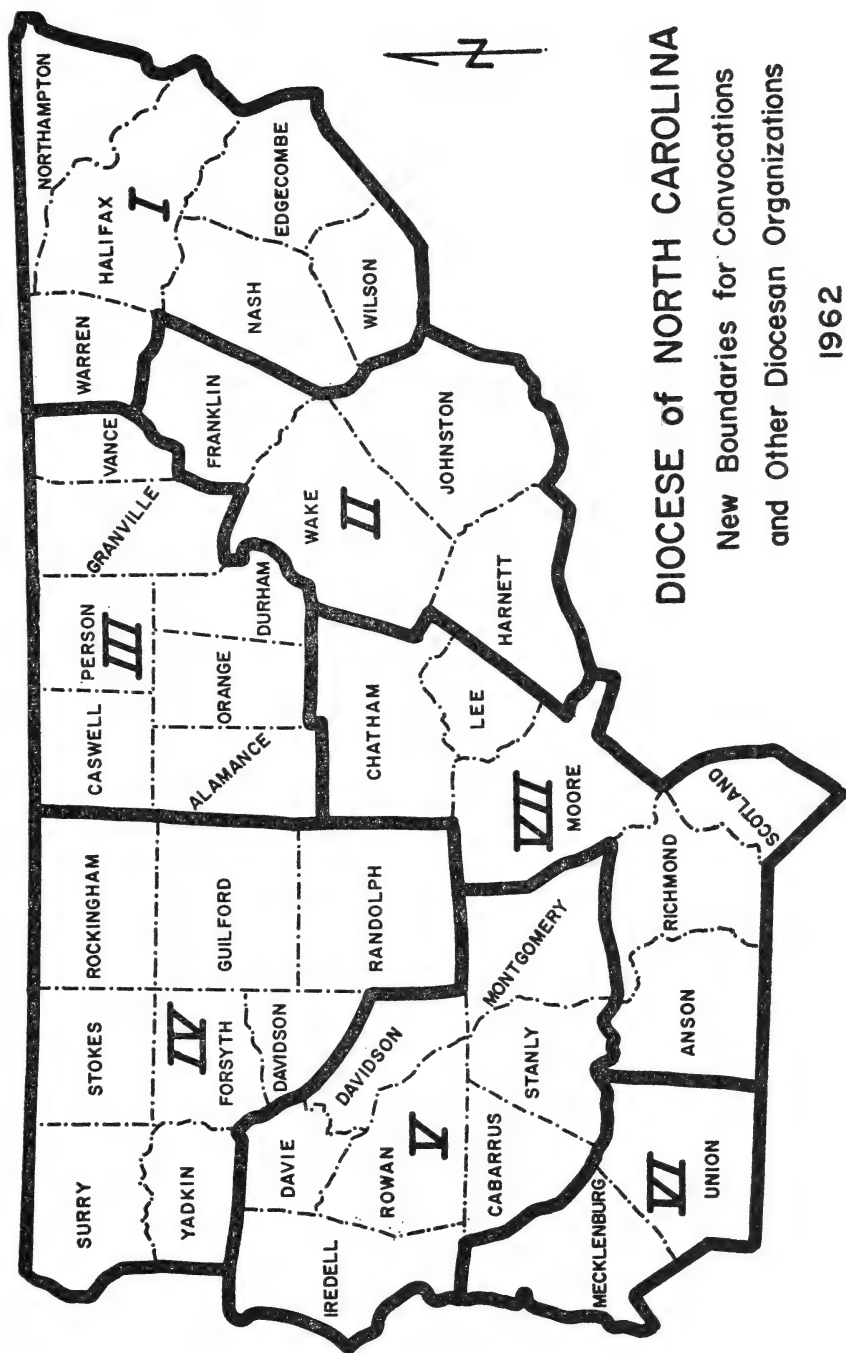 SURRY
STOKES
ROCKINGHAM
CASWELL
PERSON
III
GRANVILLE
VANCE
WARREN
HALIFAX
I
NORTHAMPTON
YADKIN
IV
FORSYTH
GUILFORD
ALAMANCE
ORANGE
DURHAM
FRANKLIN
NASH
EDGECOMBE
DAVIDSON
RANDOLPH
CHATHAM
WAKE
II
WILSON
IREDELL
DAVIE
DAVIDSON
ROWAN
V
LEE
HARNETT
JOHNSTON
CABARRUS
STANLY
MONTGOMERY
VII
MOORE
MECKLENBURG
VI
UNION
ANSON
RICHMOND
SCOTLAND
N
DIOCESE of NORTH CAROLINA
New Boundaries for Convocations
and Other Diocesan Organizations
1962